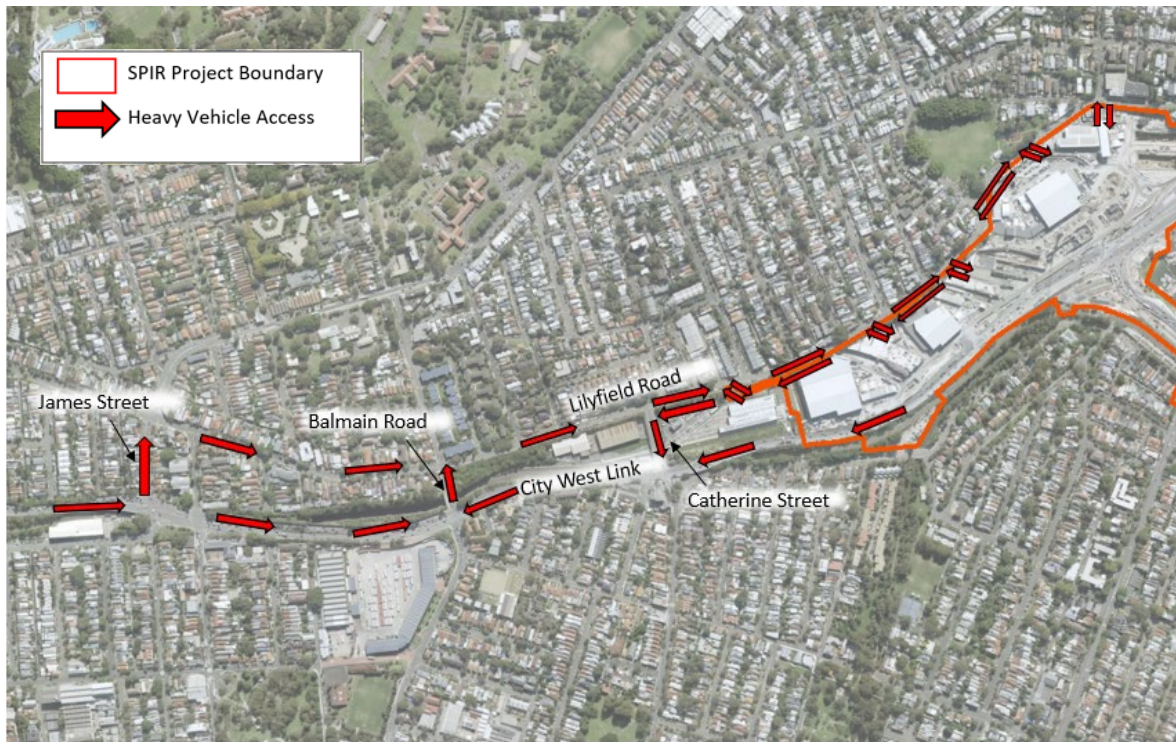 SPIR Project Boundary
Heavy Vehicle Access
James Street
Balmain Road
Lilyfield Road
City West Link
Catherine Street